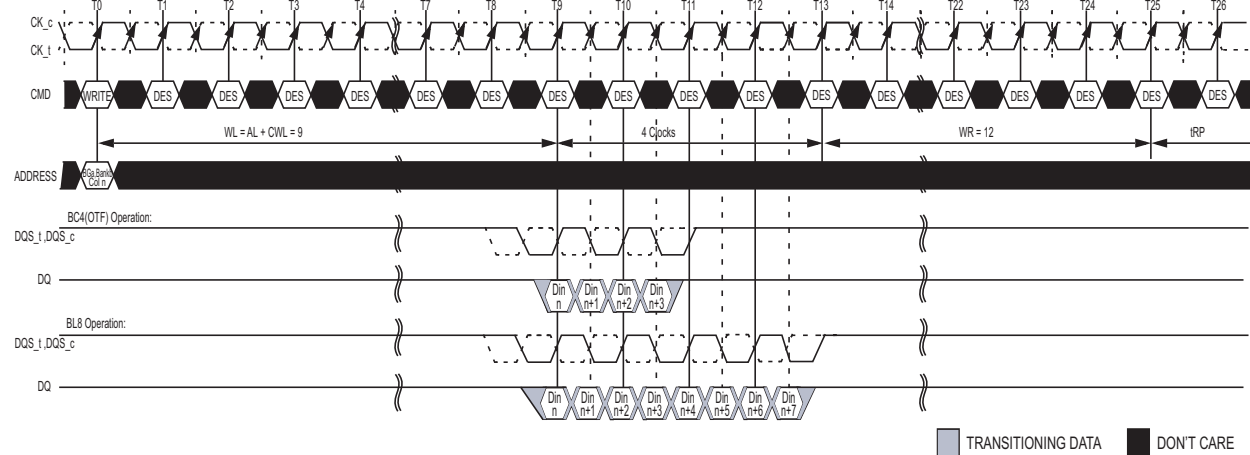 T0 T1 T2 T3 T4 T7 T8 T9 T10 T11 T12 T13 T14 T22 T23 T24 T25 T26
CK_c
CK_t
CMD WRITE DES DES DES DES DES DES DES DES DES DES DES DES DES DES DES DES DES
WL = AL + CWL = 9 4 Clocks WR = 12 tRP
ADDRESS BGa,Bankb
Col n
BC4(OTF) Operation:
DQS_t ,DQS_c
DQ Din n Din n+1 Din n+2 Din n+3
BL8 Operation:
DQS_t ,DQS_c
DQ Din n Din n+1 Din n+2 Din n+3 Din n+4 Din n+5 Din n+6 Din n+7
TRANSITIONING DATA DON'T CARE